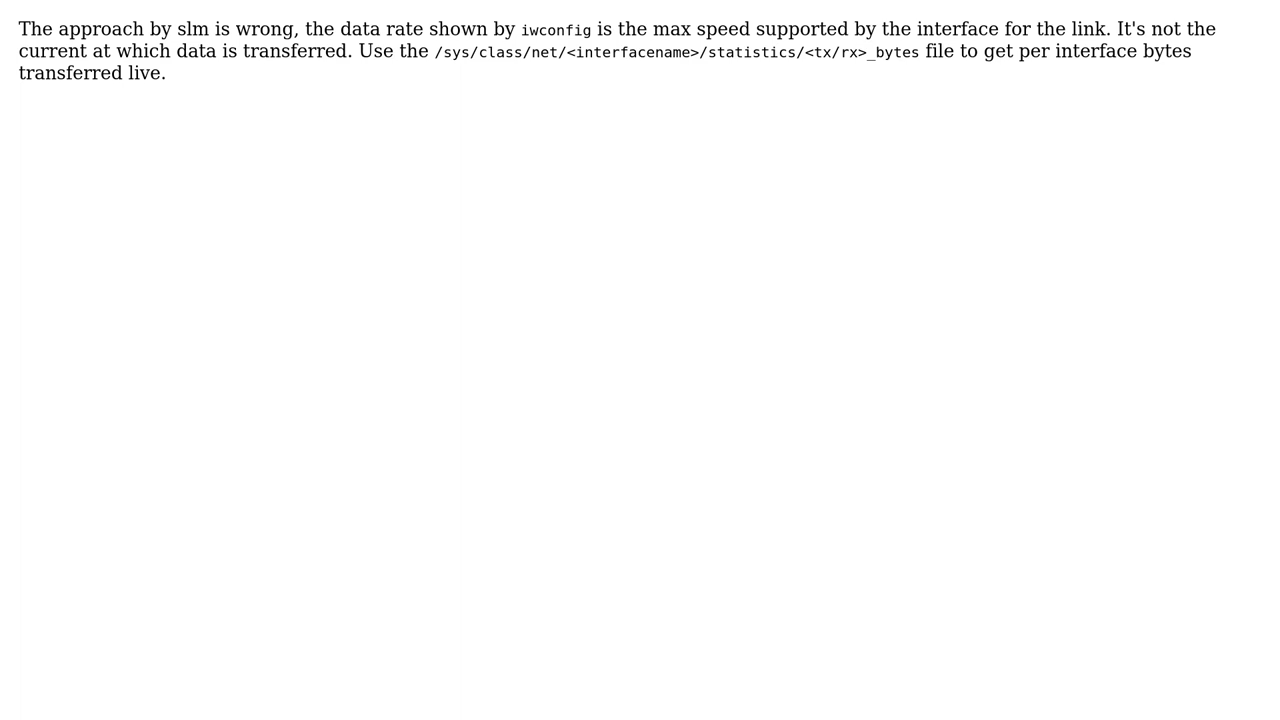 The approach by slm is wrong, the data rate shown by iwconfig is the max speed supported by the interface for the link. It's not the
current at which data is transferred. Use the /sys/class/net/<interfacename>/statistics/<tx/rx>_bytes file to get per interface bytes
transferred live.